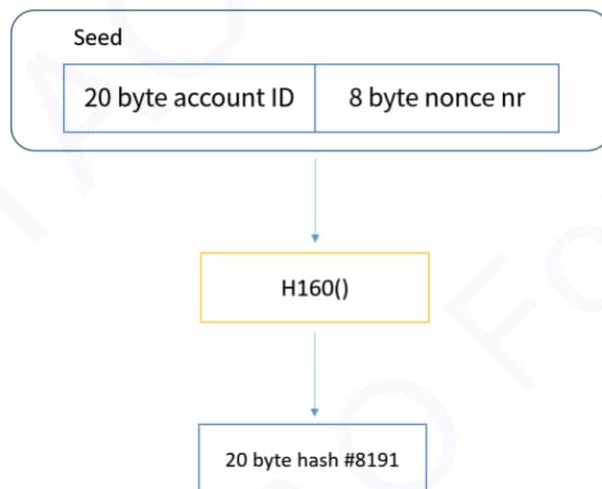 Seed
20 byte account ID 8 byte nonce nr
H160()
20 byte hash #8191